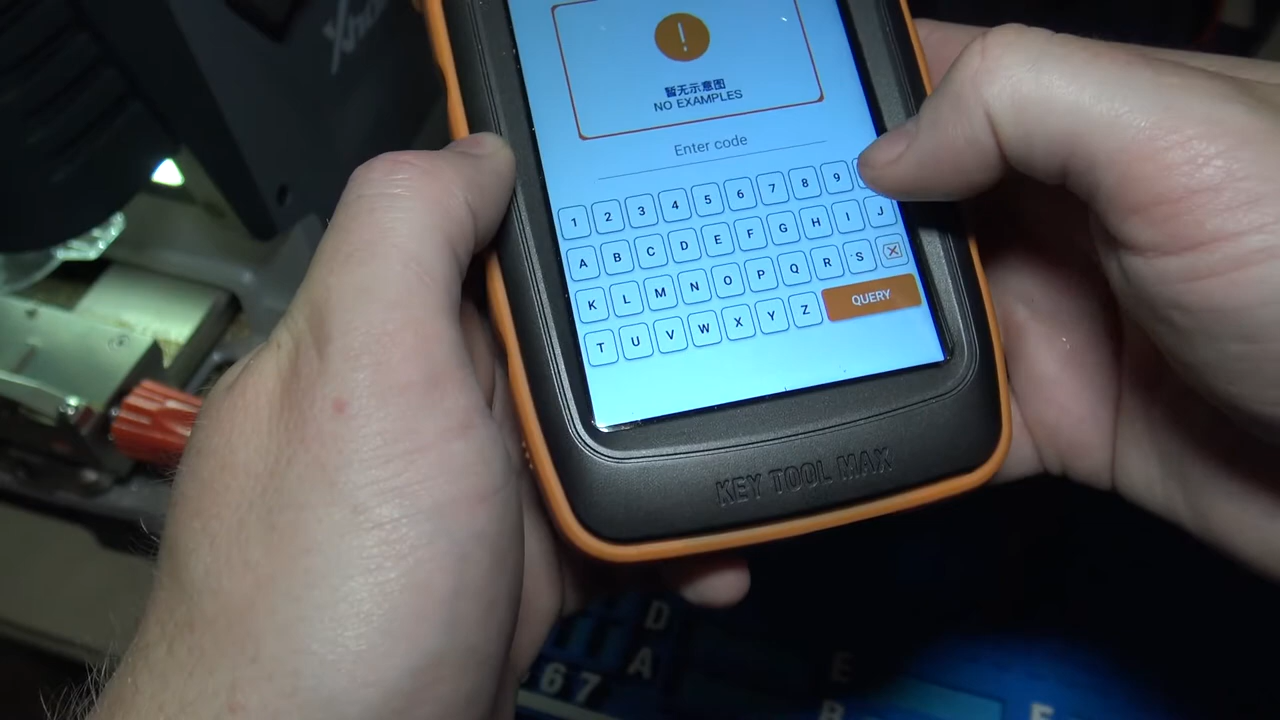 !
暂无示意图
NO EXAMPLES
Enter code
1 2 3 4 5 6 7 8 9
A B C D E F G H I J
K L M N O P Q R S
T U V W X Y Z QUERY
KEY TOOL MAX
D
A
67
E